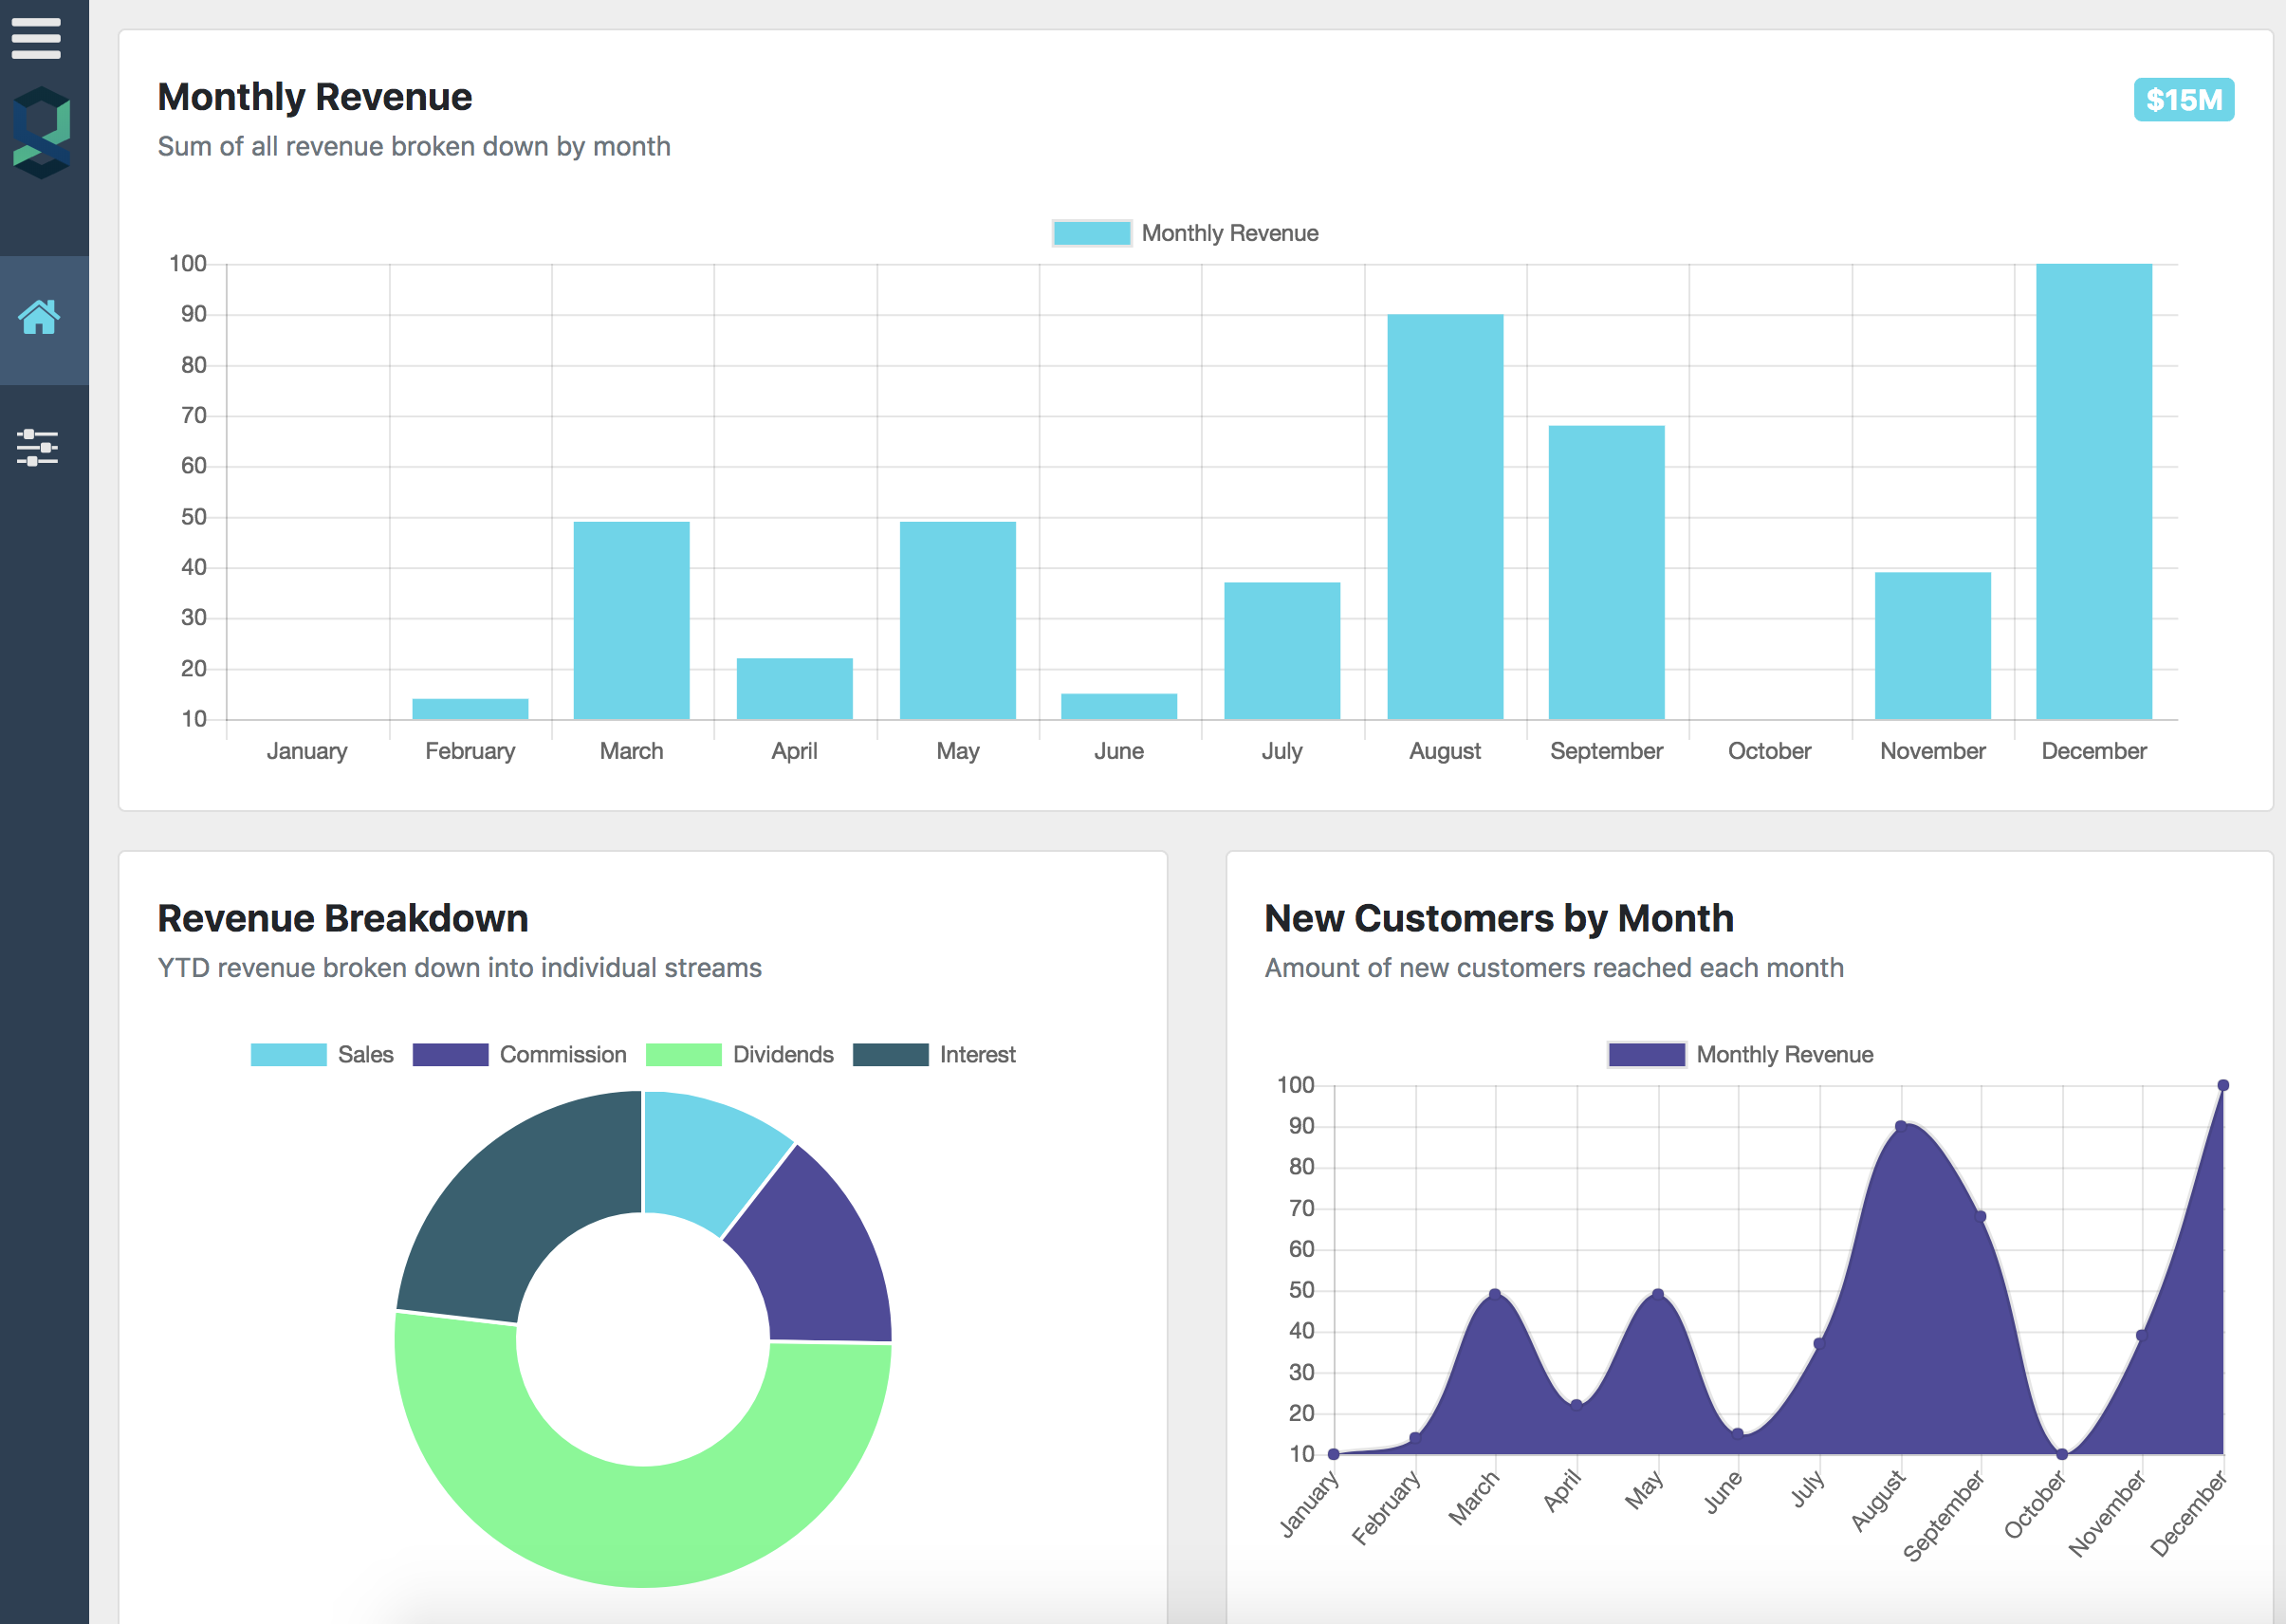 Monthly Revenue
$15M
Sum of all revenue broken down by month
Monthly Revenue
100
90
80
70
60
50
40
30
20
10
January February March April May June July August September October November December
Revenue Breakdown
YTD revenue broken down into individual streams
Sales Commission Dividends Interest
New Customers by Month
Amount of new customers reached each month
Monthly Revenue
100
90
80
70
60
50
40
30
20
10
January February March April May June July August September October November December